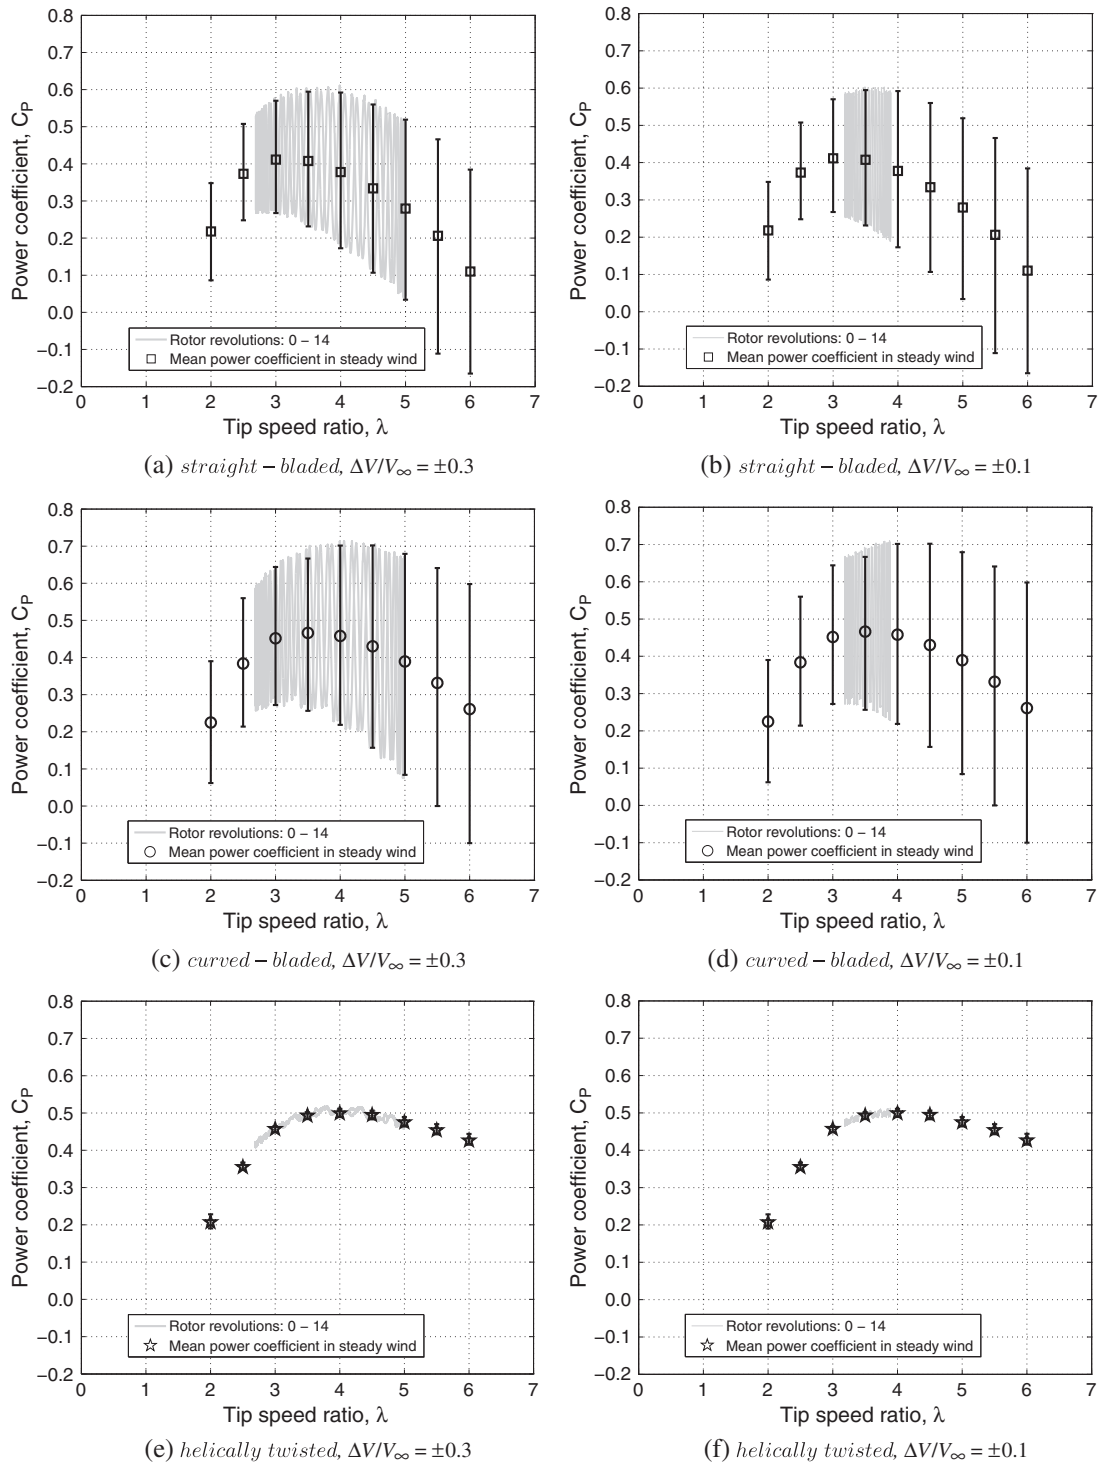 0.8
0.7
0.6
0.5
0.4
0.3
0.2
0.1
0.0
−0.1
−0.2
Power coefficient, C_P
Rotor revolutions: 0 – 14
Mean power coefficient in steady wind
0 1 2 3 4 5 6 7
Tip speed ratio, λ
(a) straight − bladed, ΔV/V∞ = ±0.3
0.8
0.7
0.6
0.5
0.4
0.3
0.2
0.1
0.0
−0.1
−0.2
Power coefficient, C_P
Rotor revolutions: 0 – 14
Mean power coefficient in steady wind
0 1 2 3 4 5 6 7
Tip speed ratio, λ
(b) straight − bladed, ΔV/V∞ = ±0.1
0.8
0.7
0.6
0.5
0.4
0.3
0.2
0.1
0.0
−0.1
−0.2
Power coefficient, C_P
Rotor revolutions: 0 – 14
Mean power coefficient in steady wind
0 1 2 3 4 5 6 7
Tip speed ratio, λ
(c) curved − bladed, ΔV/V∞ = ±0.3
0.8
0.7
0.6
0.5
0.4
0.3
0.2
0.1
0.0
−0.1
−0.2
Power coefficient, C_P
Rotor revolutions: 0 – 14
Mean power coefficient in steady wind
0 1 2 3 4 5 6 7
Tip speed ratio, λ
(d) curved − bladed, ΔV/V∞ = ±0.1
0.8
0.7
0.6
0.5
0.4
0.3
0.2
0.1
0.0
−0.1
−0.2
Power coefficient, C_P
Rotor revolutions: 0 – 14
Mean power coefficient in steady wind
0 1 2 3 4 5 6 7
Tip speed ratio, λ
(e) helically twisted, ΔV/V∞ = ±0.3
0.8
0.7
0.6
0.5
0.4
0.3
0.2
0.1
0.0
−0.1
−0.2
Power coefficient, C_P
Rotor revolutions: 0 – 14
Mean power coefficient in steady wind
0 1 2 3 4 5 6 7
Tip speed ratio, λ
(f) helically twisted, ΔV/V∞ = ±0.1